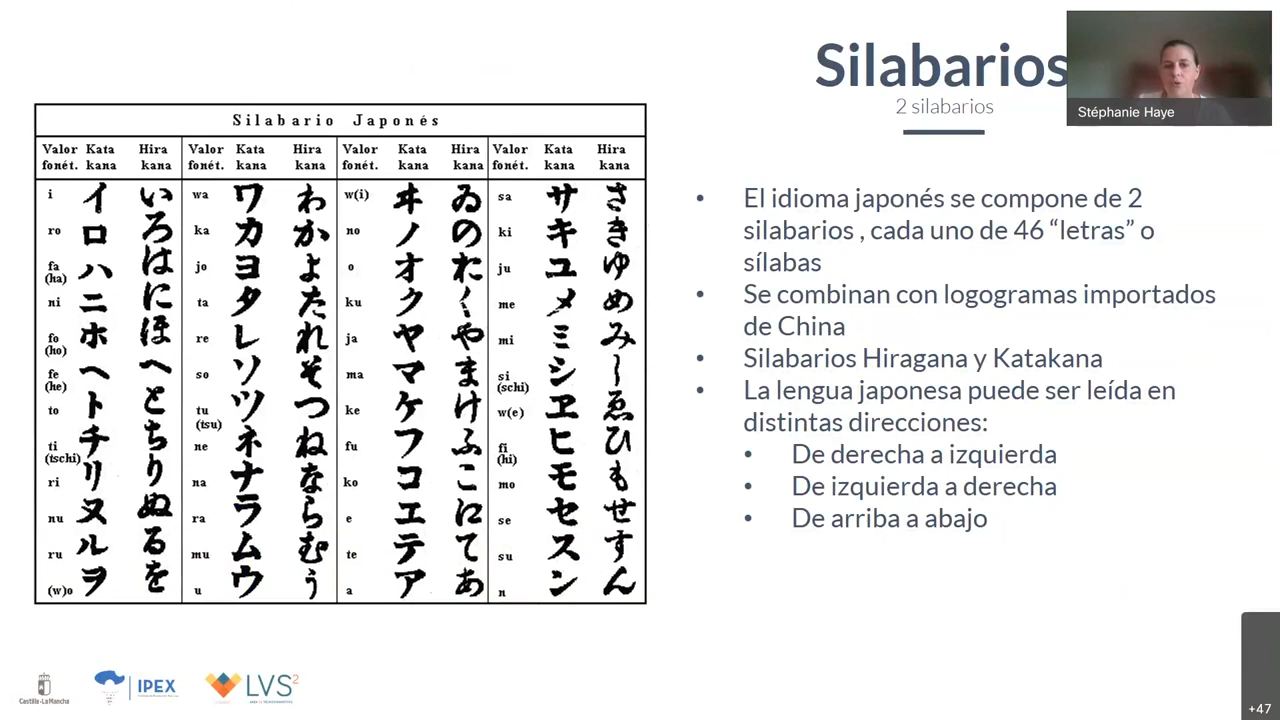 Silabarios
2 silabarios
Stéphanie Haye
Silabario Japonés
Valor fonét. Kata kana Hira kana Valor fonét. Kata kana Hira kana Valor fonét. Kata kana Hira kana Valor fonét. Kata kana Hira kana
i イ い wa ワ わ w(i) ヰ ゐ sa サ さ
ro ロ ろ ka カ か no ノ の ki キ き
fa (ha) ハ は jo ヨ よ o オ お ju ユ ゆ
ni ニ に ta タ た ku ク く me メ め
fo (ho) ホ ほ re レ れ ja ヤ や mi ミ み
fe (he) ヘ へ so ソ そ ma マ ま si (schi) シ し
to ト と tu (tsu) ツ つ ke ケ け w(e) ヱ ゑ
ti (tschi) チ ち ne ネ ね fu フ ふ fi (hi) ヒ ひ
ri リ り na ナ な ko コ こ mo モ も
nu ヌ ぬ ra ラ ら e エ え se セ せ
ru ル る mu ム む te テ て su ス す
(w)o ヲ を u ウ う a ア あ n ン ん
• El idioma japonés se compone de 2
silabarios , cada uno de 46 “letras” o
sílabas
• Se combinan con logogramas importados
de China
• Silabarios Hiragana y Katakana
• La lengua japonesa puede ser leída en
distintas direcciones:
• De derecha a izquierda
• De izquierda a derecha
• De arriba a abajo
Castilla-La Mancha
IPEX
LVS2
+47